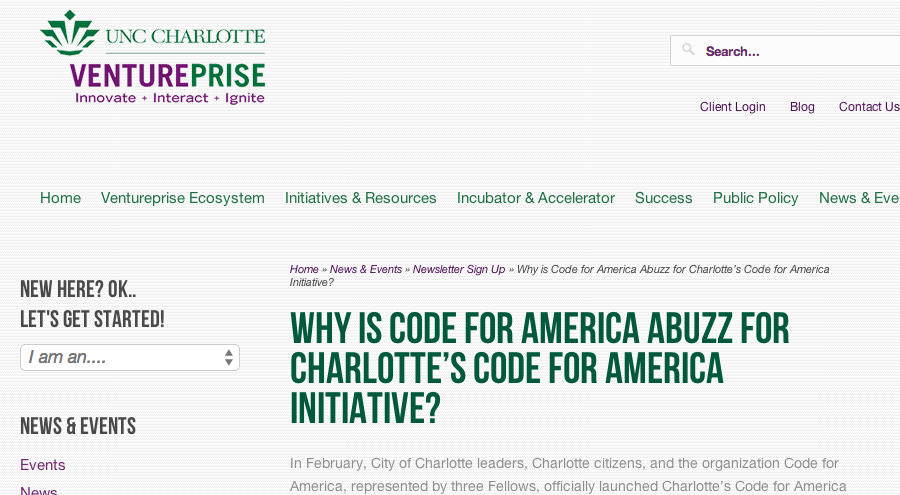 UNC CHARLOTTE
VENTUREPRISE
Innovate + Interact + Ignite
Search...
Client Login Blog Contact Us
Home Ventureprise Ecosystem Initiatives & Resources Incubator & Accelerator Success Public Policy News & Eve
NEW HERE? OK..
LET'S GET STARTED!
I am an....
NEWS & EVENTS
Events
News
Home » News & Events » Newsletter Sign Up » Why is Code for America Abuzz for Charlotte’s Code for America
Initiative?
WHY IS CODE FOR AMERICA ABUZZ FOR
CHARLOTTE’S CODE FOR AMERICA
INITIATIVE?
In February, City of Charlotte leaders, Charlotte citizens, and the organization Code for
America, represented by three Fellows, officially launched Charlotte’s Code for America